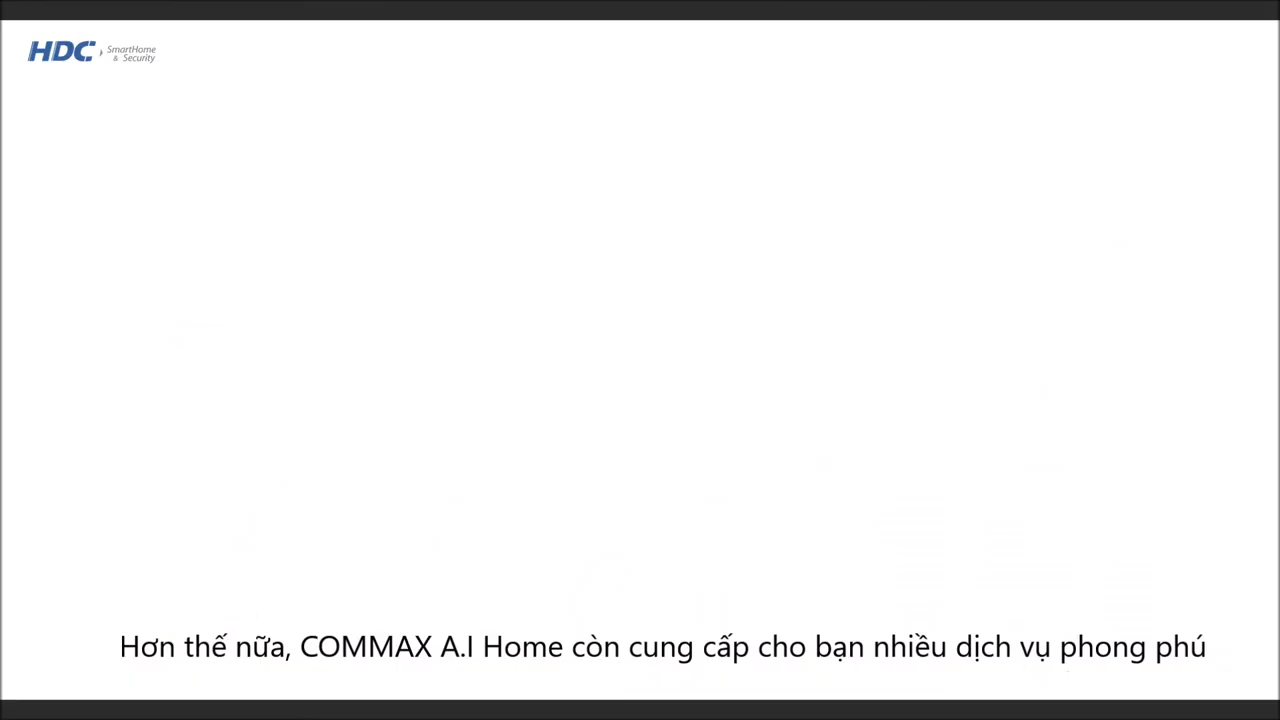 HDC SmartHome
& Security
Hơn thế nữa, COMMAX A.I Home còn cung cấp cho bạn nhiều dịch vụ phong phú